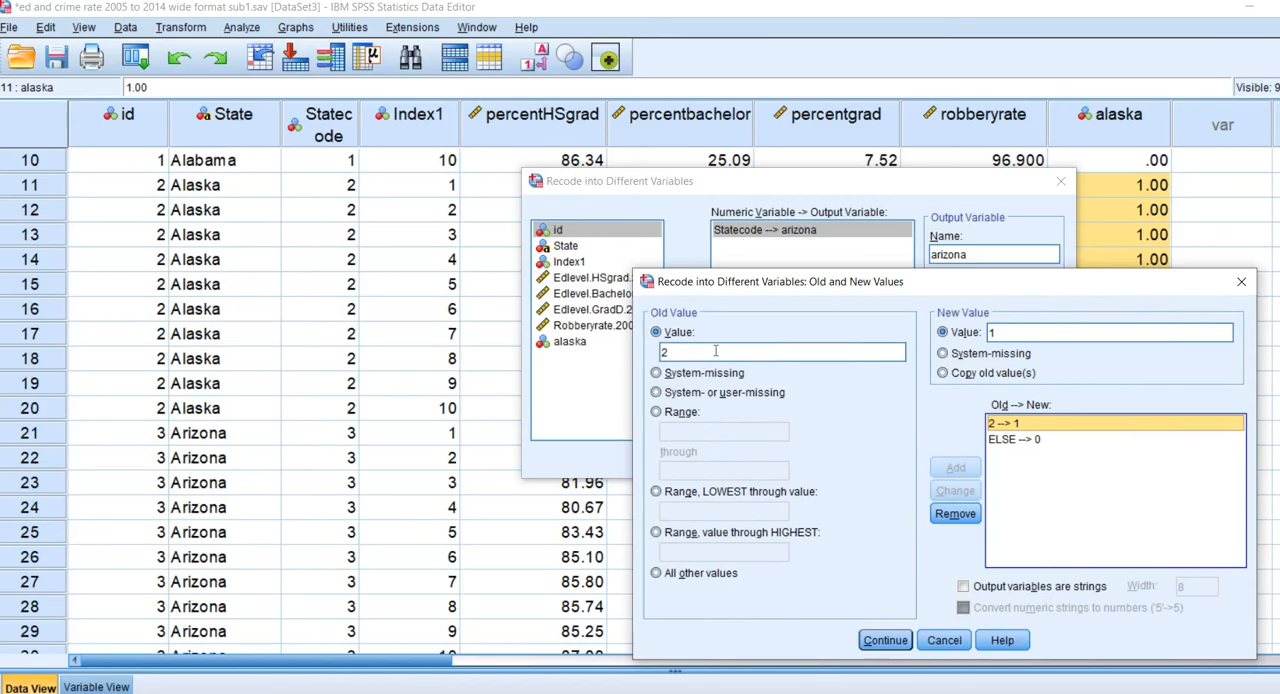 *ed and crime rate 2005 to 2014 wide format sub1.sav [DataSet3] - IBM SPSS Statistics Data Editor
File Edit View Data Transform Analyze Graphs Utilities Extensions Window Help
11 : alaska 1.00 Visible: 9
id State Statec ode Index1 percentHSgrad percentbachelor percentgrad robberyrate alaska var
10 1 Alabama 1 10 86.34 25.09 7.52 96.900 .00
11 2 Alaska 2 1 1.00
12 2 Alaska 2 2 1.00
13 2 Alaska 2 3 1.00
14 2 Alaska 2 4 1.00
15 2 Alaska 2 5
16 2 Alaska 2 6
17 2 Alaska 2 7
18 2 Alaska 2 8
19 2 Alaska 2 9
20 2 Alaska 2 10
21 3 Arizona 3 1
22 3 Arizona 3 2
23 3 Arizona 3 3 81.96
24 3 Arizona 3 4 80.67
25 3 Arizona 3 5 83.43
26 3 Arizona 3 6 85.10
27 3 Arizona 3 7 85.80
28 3 Arizona 3 8 85.74
29 3 Arizona 3 9 85.25
Data View Variable View
Recode into Different Variables
id
State
Index1
Edlevel.HSgrad.
Edlevel.Bachelo
Edlevel.GradD.2
Robberyrate.200
alaska
Numeric Variable -> Output Variable:
Statecode --> arizona
Output Variable
Name:
arizona
Recode into Different Variables: Old and New Values
Old Value
Value:
2
System-missing
System- or user-missing
Range:
through
Range, LOWEST through value:
Range, value through HIGHEST:
All other values
New Value
Value: 1
System-missing
Copy old value(s)
Old --> New:
2 --> 1
ELSE --> 0
Add
Change
Remove
Output variables are strings Width: 8
Convert numeric strings to numbers ('5'->5)
Continue Cancel Help